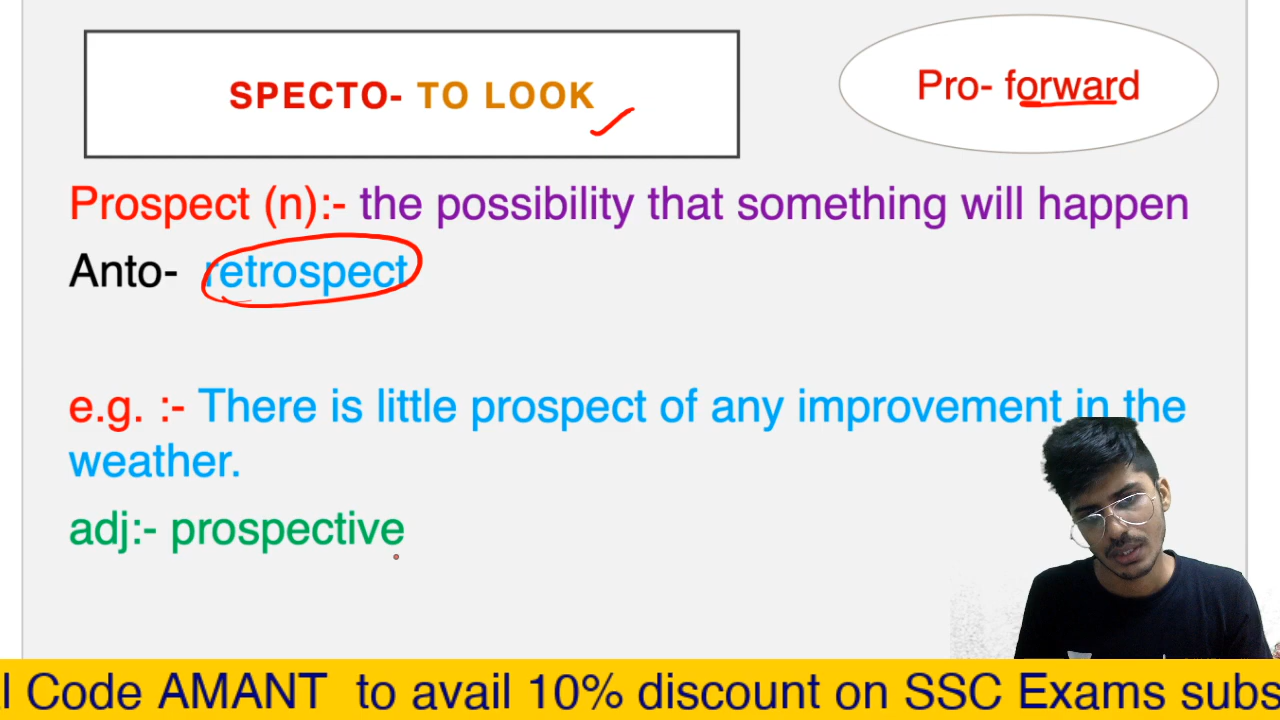 SPECTO- TO LOOK
Pro- forward
Prospect (n):- the possibility that something will happen
Anto- retrospect
e.g. :- There is little prospect of any improvement in the
weather.
adj:- prospective
l Code AMANT to avail 10% discount on SSC Exams subs